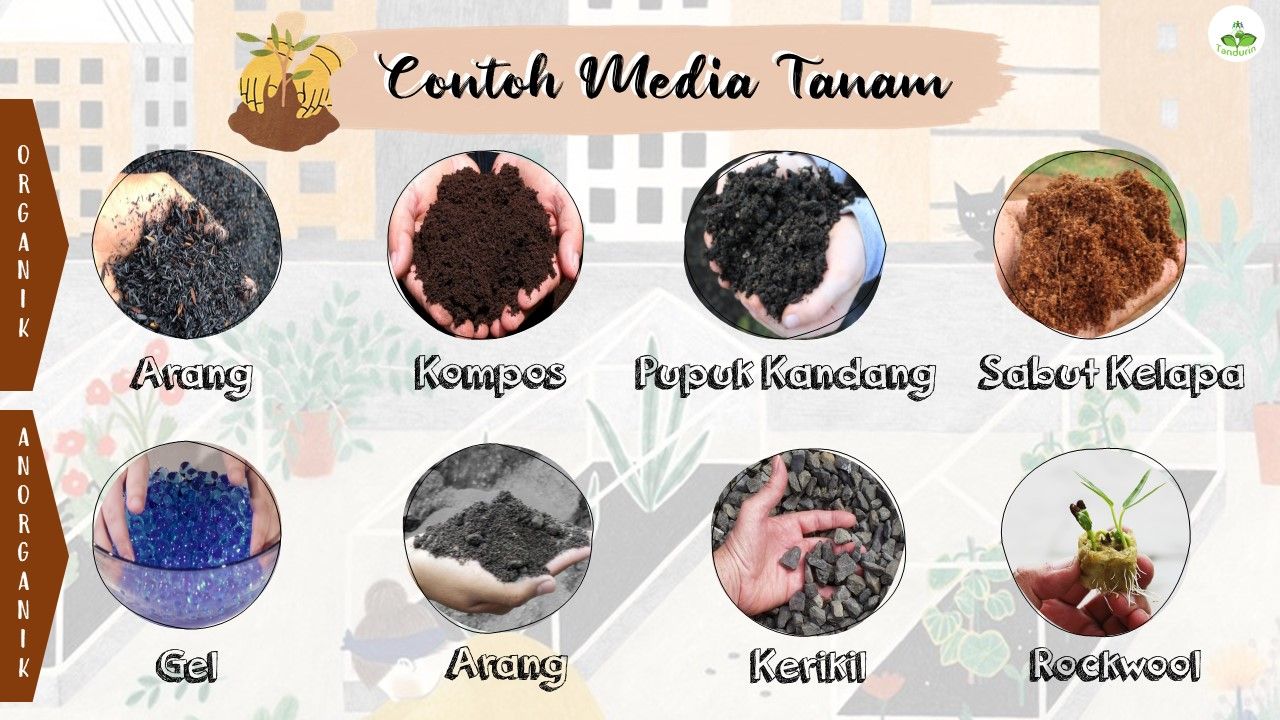 Contoh Media Tanam
Tandurin
ORGANIK
Arang
Kompos
Pupuk Kandang
Sabut Kelapa
ANORGANIK
Gel
Arang
Kerikil
Rockwool